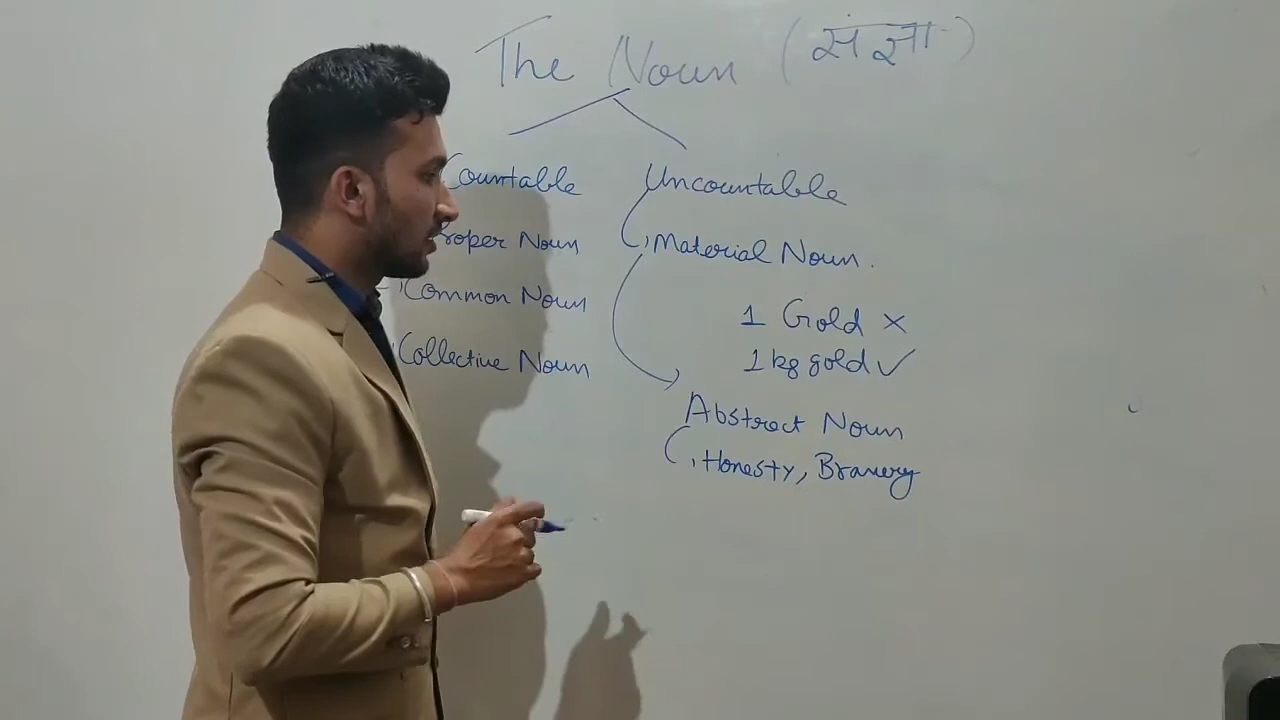 The Noun (संज्ञा)
Countable Uncountable
roper Noun Material Noun.
Common Noun
1 Gold ×
1 kg gold ✓
Collective Noun
Abstract Noun
Honesty, Bravery